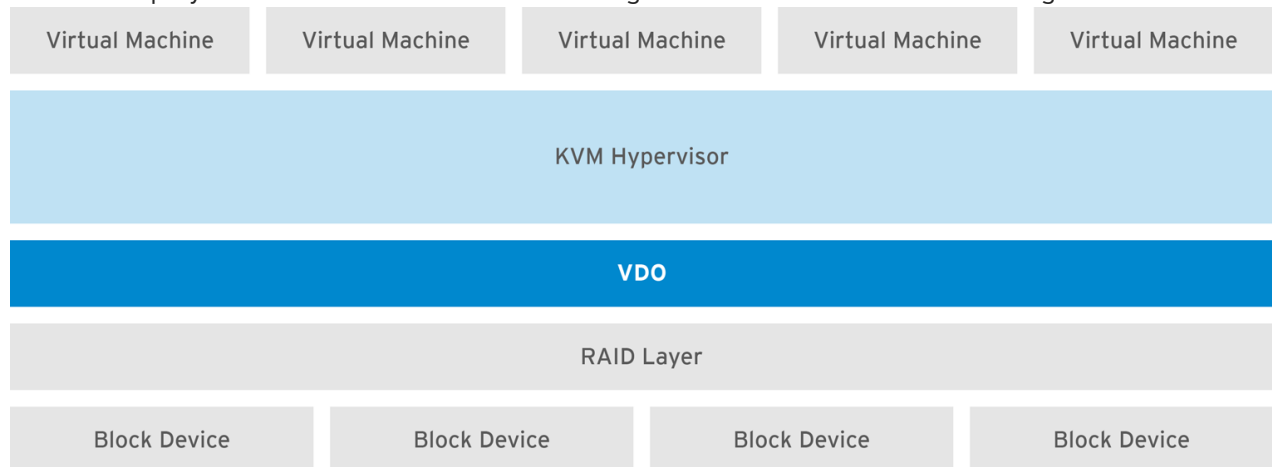 Virtual Machine Virtual Machine Virtual Machine Virtual Machine Virtual Machine
KVM Hypervisor
VDO
RAID Layer
Block Device Block Device Block Device Block Device